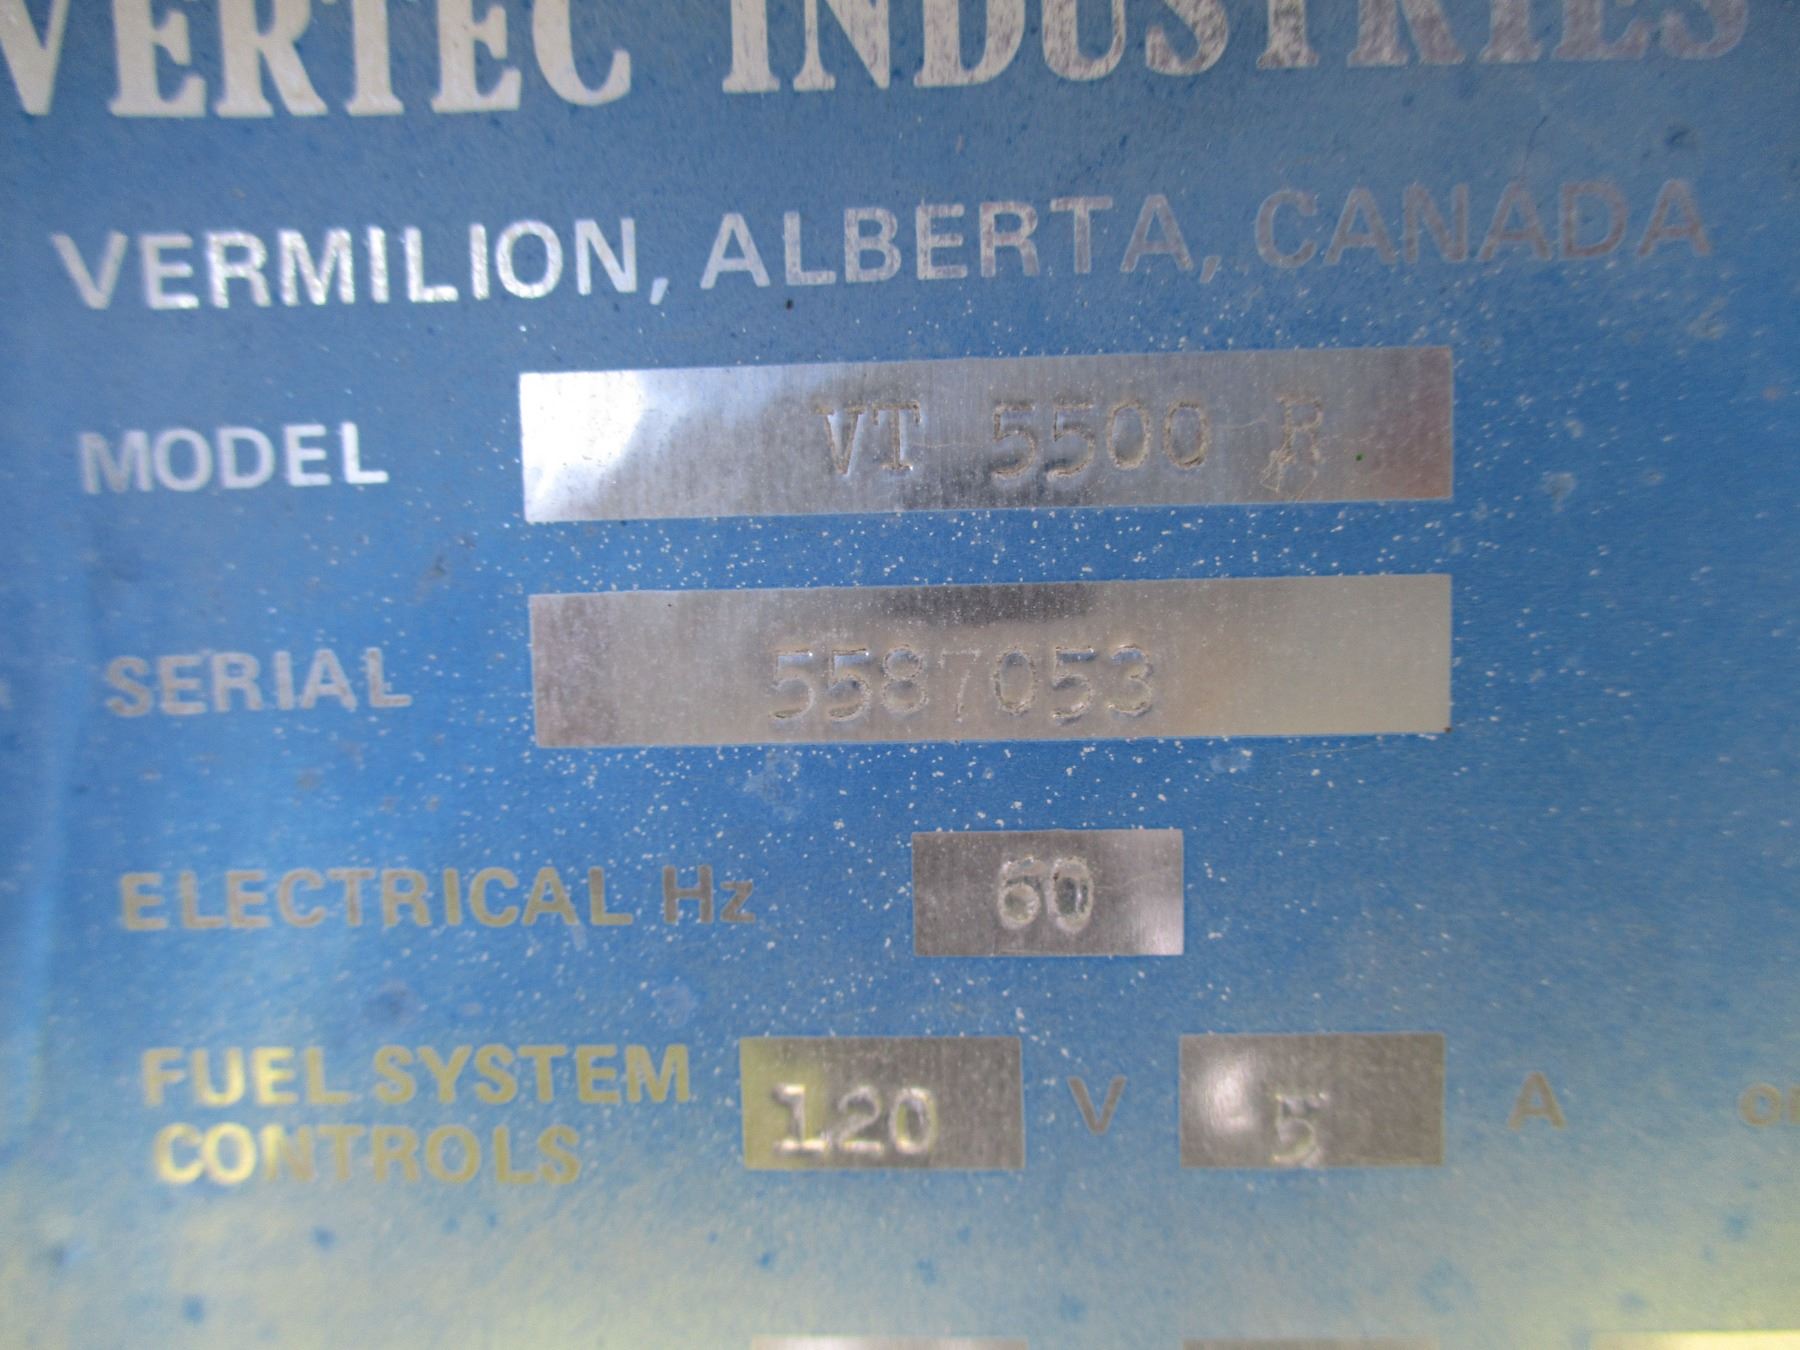 VERTEC INDUSTRIES
VERMILION, ALBERTA, CANADA
MODEL VT 5500 R
SERIAL 5587053
ELECTRICAL Hz 60
FUEL SYSTEM CONTROLS 120 V 5 A